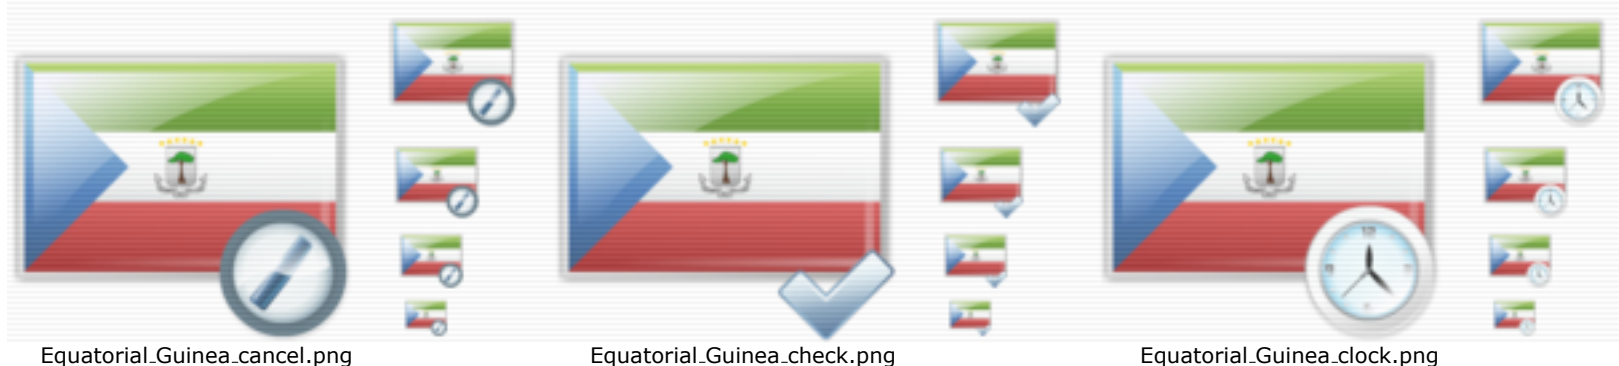 Equatorial_Guinea_cancel.png
Equatorial_Guinea_check.png
Equatorial_Guinea_clock.png